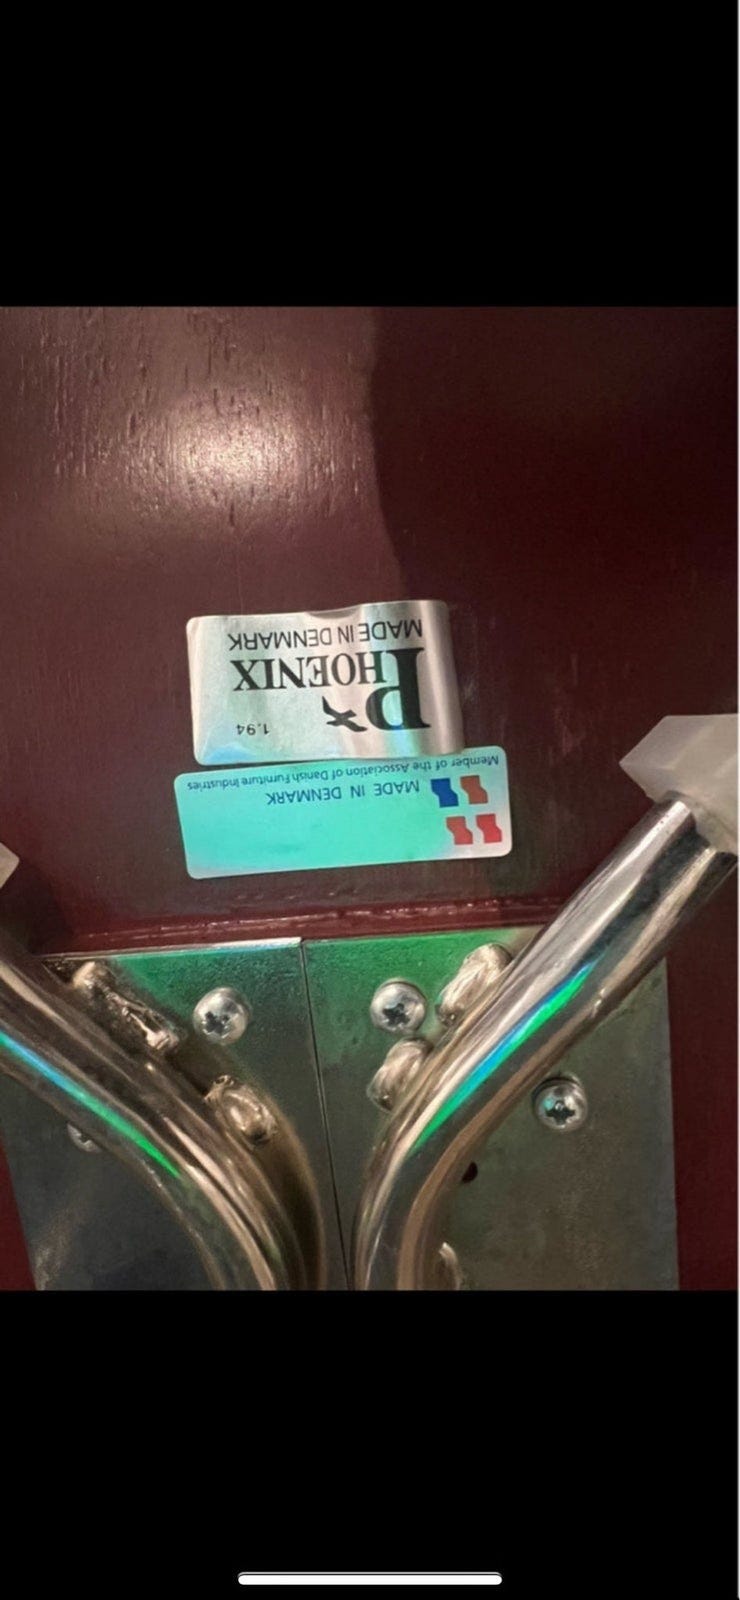 1.94
PHOENIX
MADE IN DENMARK
MADE IN DENMARK
Member of the Association of Danish Furniture Industries